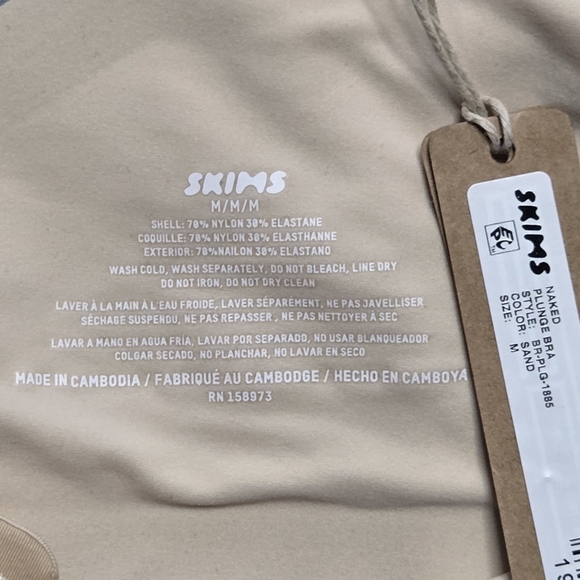 SKIMS
M/M/M
SHELL: 70% NYLON 30% ELASTANE
COQUILLE: 70% NYLON 30% ELASTHANNE
EXTERIOR: 70%NAILON 30% ELASTANO
WASH COLD, WASH SEPARATELY, DO NOT BLEACH, LINE DRY
DO NOT IRON, DO NOT DRY CLEAN
LAVER À LA MAIN À L'EAU FROIDE, LAVER SÉPARÉMENT, NE PAS JAVELLISER
SÉCHAGE SUSPENDU, NE PAS REPASSER , NE PAS NETTOYER À SEC
LAVAR A MANO EN AGUA FRÍA, LAVAR POR SEPARADO, NO USAR BLANQUEADOR
COLGAR SECADO, NO PLANCHAR, NO LAVAR EN SECO
MADE IN CAMBODIA / FABRIQUÉ AU CAMBODGE / HECHO EN CAMBOYA
RN 158973
SKIMS
NAKED
PLUNGE BRA
STYLE: BR-PLG-1885
COLOR: SAND
SIZE: M